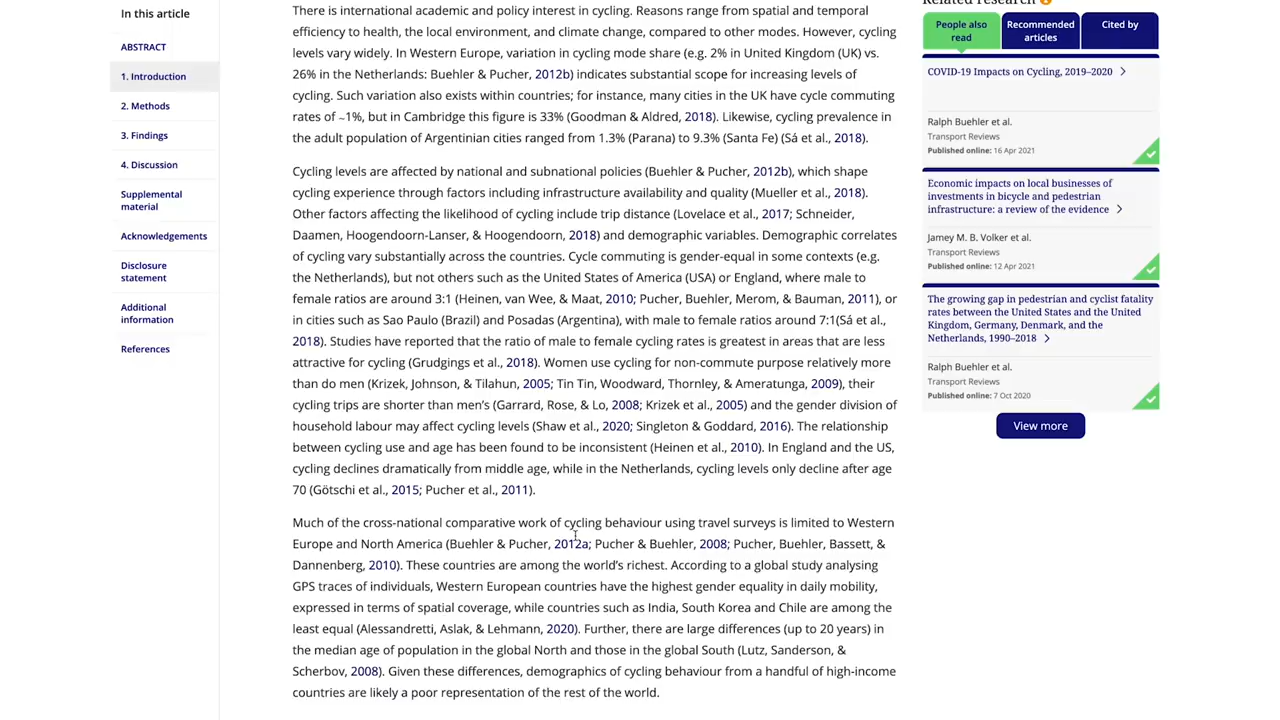 In this article
ABSTRACT
1. Introduction
2. Methods
3. Findings
4. Discussion
Supplemental
material
Acknowledgements
Disclosure
statement
Additional
information
References
There is international academic and policy interest in cycling. Reasons range from spatial and temporal
efficiency to health, the local environment, and climate change, compared to other modes. However, cycling
levels vary widely. In Western Europe, variation in cycling mode share (e.g. 2% in United Kingdom (UK) vs.
26% in the Netherlands: Buehler & Pucher, 2012b) indicates substantial scope for increasing levels of
cycling. Such variation also exists within countries; for instance, many cities in the UK have cycle commuting
rates of ~1%, but in Cambridge this figure is 33% (Goodman & Aldred, 2018). Likewise, cycling prevalence in
the adult population of Argentinian cities ranged from 1.3% (Parana) to 9.3% (Santa Fe) (Sá et al., 2018).
Cycling levels are affected by national and subnational policies (Buehler & Pucher, 2012b), which shape
cycling experience through factors including infrastructure availability and quality (Mueller et al., 2018).
Other factors affecting the likelihood of cycling include trip distance (Lovelace et al., 2017; Schneider,
Daamen, Hoogendoorn-Lanser, & Hoogendoorn, 2018) and demographic variables. Demographic correlates
of cycling vary substantially across the countries. Cycle commuting is gender-equal in some contexts (e.g.
the Netherlands), but not others such as the United States of America (USA) or England, where male to
female ratios are around 3:1 (Heinen, van Wee, & Maat, 2010; Pucher, Buehler, Merom, & Bauman, 2011), or
in cities such as Sao Paulo (Brazil) and Posadas (Argentina), with male to female ratios around 7:1(Sá et al.,
2018). Studies have reported that the ratio of male to female cycling rates is greatest in areas that are less
attractive for cycling (Grudgings et al., 2018). Women use cycling for non-commute purpose relatively more
than do men (Krizek, Johnson, & Tilahun, 2005; Tin Tin, Woodward, Thornley, & Ameratunga, 2009), their
cycling trips are shorter than men's (Garrard, Rose, & Lo, 2008; Krizek et al., 2005) and the gender division of
household labour may affect cycling levels (Shaw et al., 2020; Singleton & Goddard, 2016). The relationship
between cycling use and age has been found to be inconsistent (Heinen et al., 2010). In England and the US,
cycling declines dramatically from middle age, while in the Netherlands, cycling levels only decline after age
70 (Götschi et al., 2015; Pucher et al., 2011).
Much of the cross-national comparative work of cycling behaviour using travel surveys is limited to Western
Europe and North America (Buehler & Pucher, 2012a; Pucher & Buehler, 2008; Pucher, Buehler, Bassett, &
Dannenberg, 2010). These countries are among the world's richest. According to a global study analysing
GPS traces of individuals, Western European countries have the highest gender equality in daily mobility,
expressed in terms of spatial coverage, while countries such as India, South Korea and Chile are among the
least equal (Alessandretti, Aslak, & Lehmann, 2020). Further, there are large differences (up to 20 years) in
the median age of population in the global North and those in the global South (Lutz, Sanderson, &
Scherbov, 2008). Given these differences, demographics of cycling behaviour from a handful of high-income
countries are likely a poor representation of the rest of the world.
Related research
People also
read
Recommended
articles
Cited by
COVID-19 Impacts on Cycling, 2019–2020
Ralph Buehler et al.
Transport Reviews
Published online: 16 Apr 2021
Economic impacts on local businesses of
investments in bicycle and pedestrian
infrastructure: a review of the evidence
Jamey M. B. Volker et al.
Transport Reviews
Published online: 12 Apr 2021
The growing gap in pedestrian and cyclist fatality
rates between the United States and the United
Kingdom, Germany, Denmark, and the
Netherlands, 1990–2018
Ralph Buehler et al.
Transport Reviews
Published online: 7 Oct 2020
View more